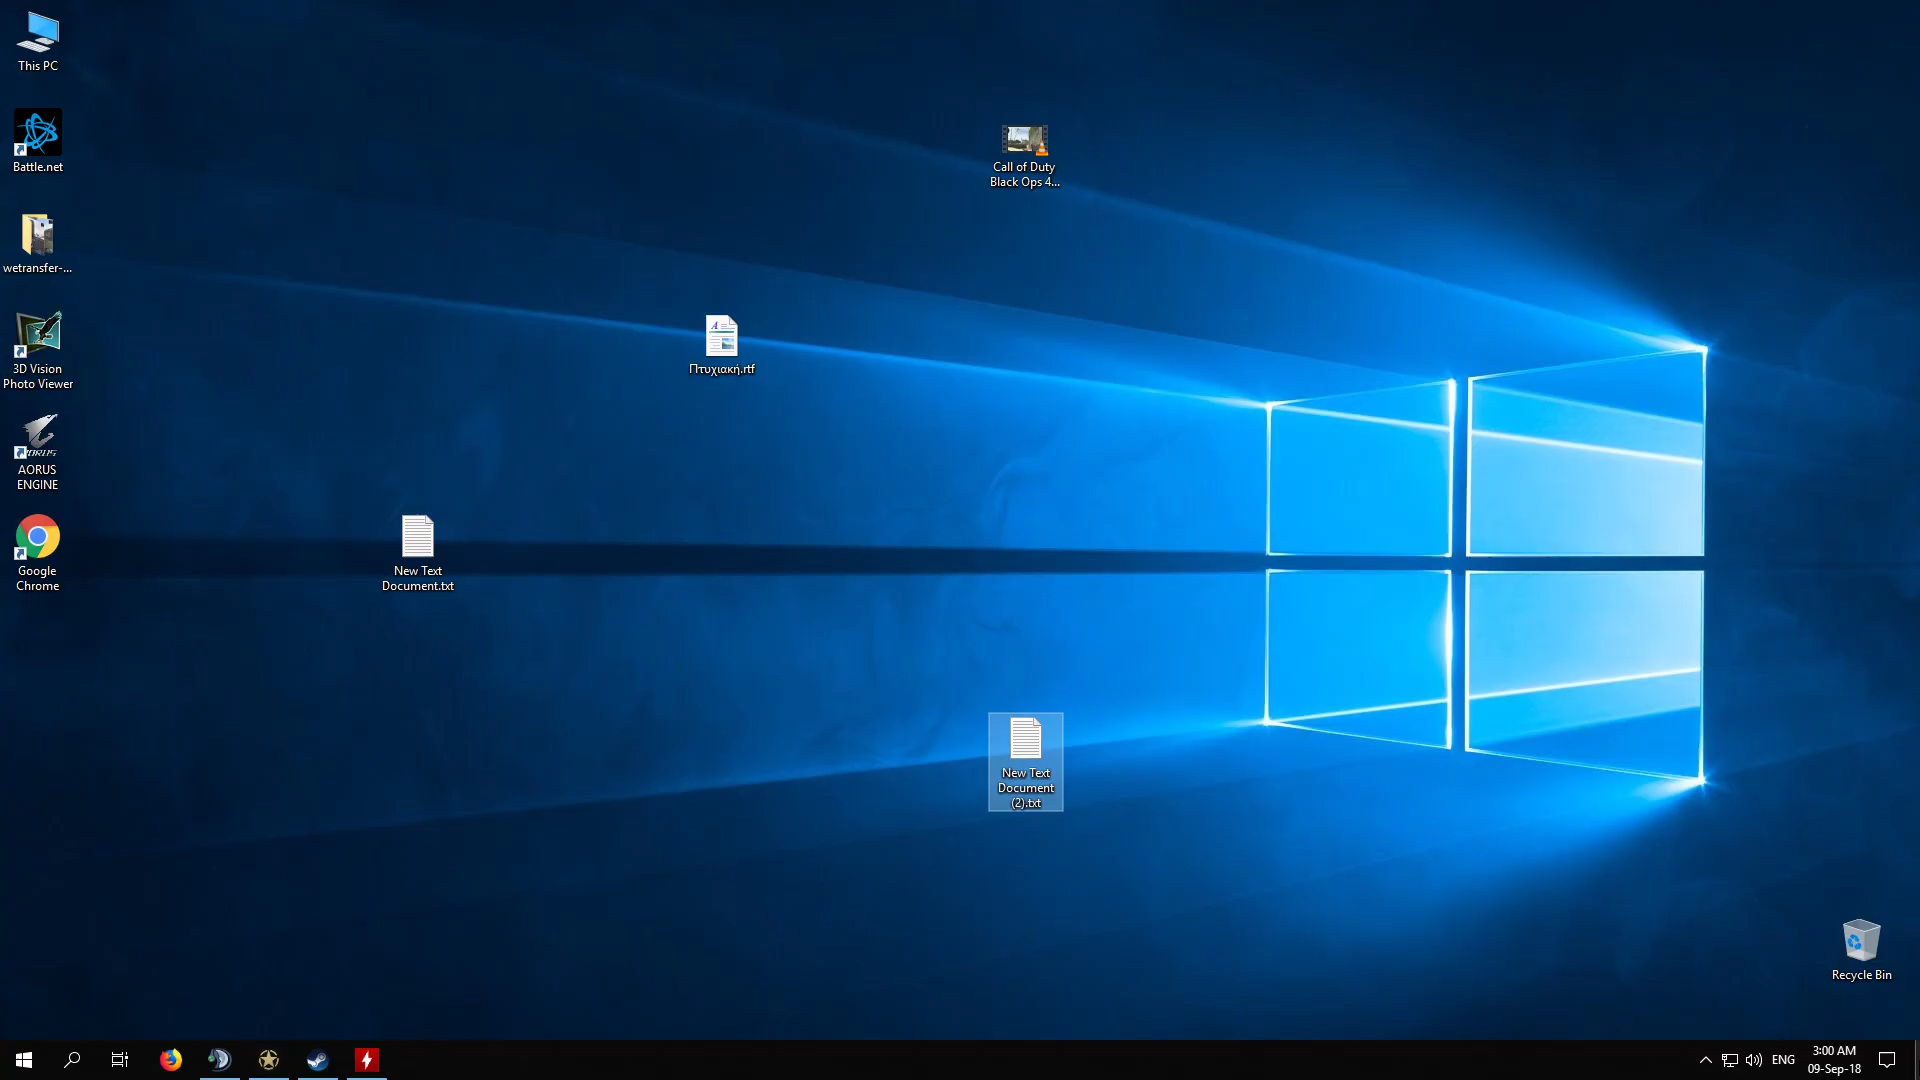 This PC
Battle.net
wetransfer-...
3D Vision
Photo Viewer
AORUS
AORUS
ENGINE
Google
Chrome
Call of Duty
Black Ops 4...
Πτυχιακή.rtf
New Text
Document.txt
New Text
Document
(2).txt
Recycle Bin
ENG
3:00 AM
09-Sep-18